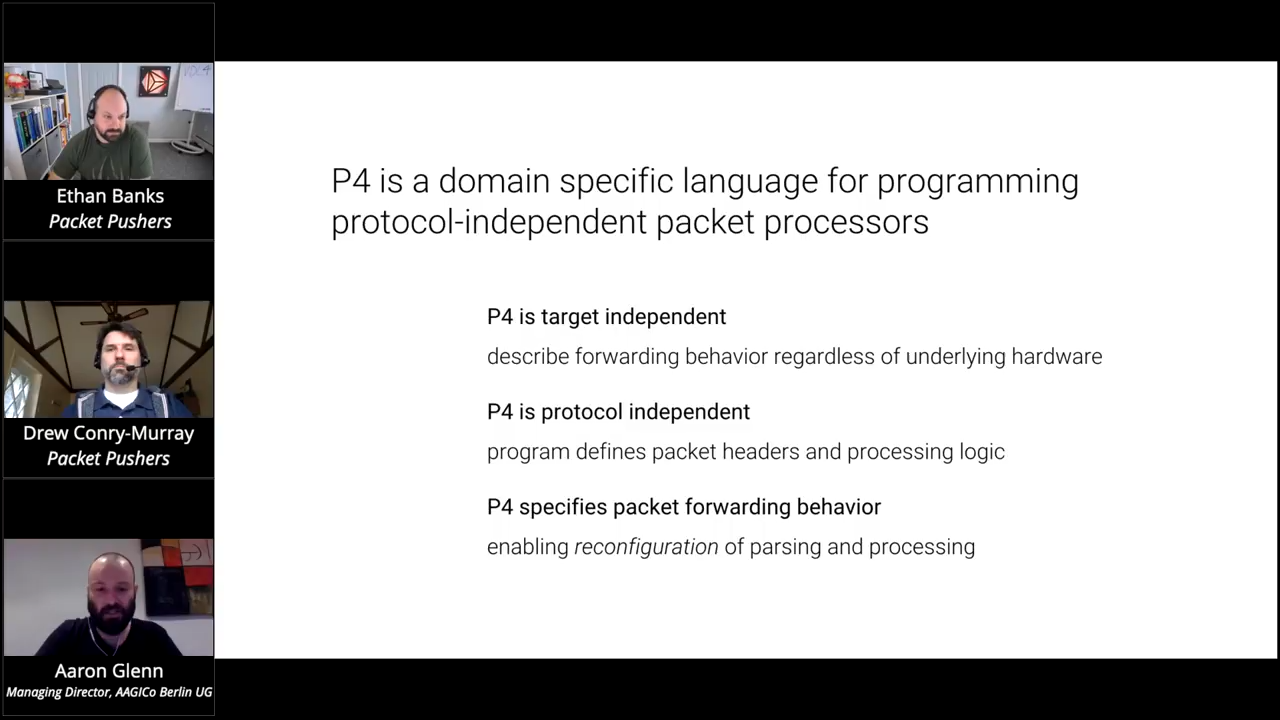 Ethan Banks
Packet Pushers
Drew Conry-Murray
Packet Pushers
Aaron Glenn
Managing Director, AAGICo Berlin UG
P4 is a domain specific language for programming
protocol-independent packet processors
P4 is target independent
describe forwarding behavior regardless of underlying hardware
P4 is protocol independent
program defines packet headers and processing logic
P4 specifies packet forwarding behavior
enabling reconfiguration of parsing and processing